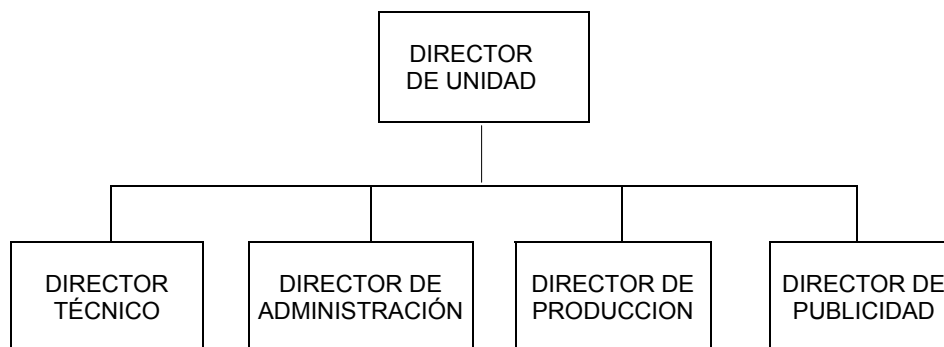 DIRECTOR
DE UNIDAD
DIRECTOR
TÉCNICO
DIRECTOR DE
ADMINISTRACIÓN
DIRECTOR DE
PRODUCCION
DIRECTOR DE
PUBLICIDAD